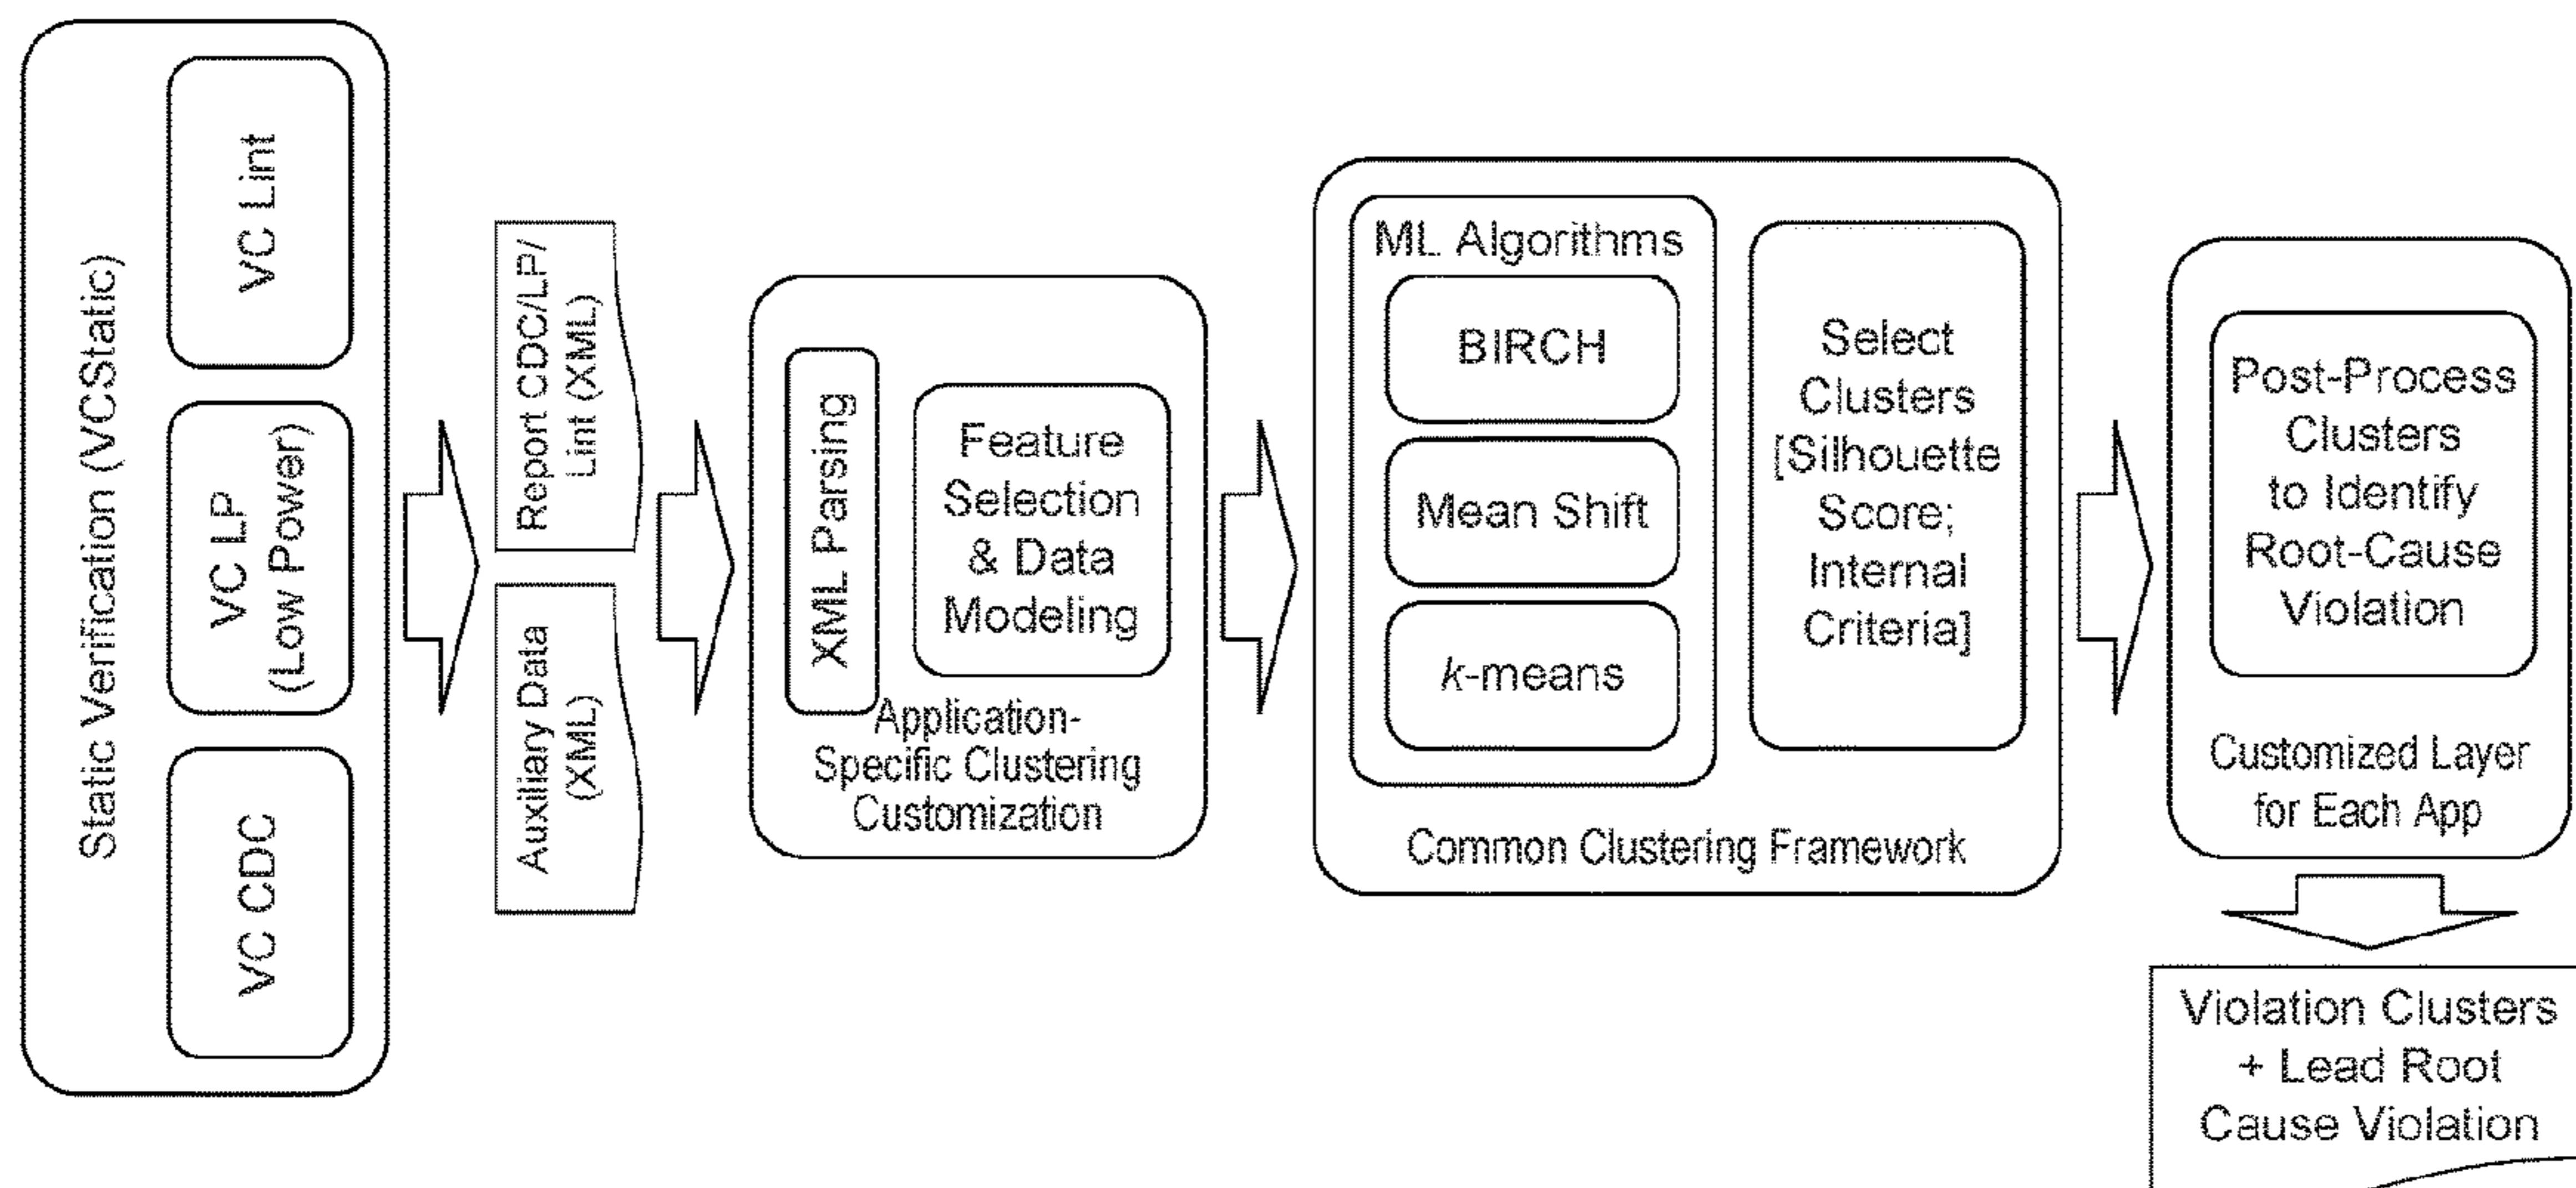 Static Verification (VCStatic)
VC Lint
VC LP
(Low Power)
VC CDC
Report CDC/LP/
Lint (XML)
Auxiliary Data
(XML)
XML Parsing
Feature
Selection
& Data
Modeling
Application-
Specific Clustering
Customization
ML Algorithms
BIRCH
Mean Shift
k-means
Select
Clusters
[Silhouette
Score;
Internal
Criteria]
Common Clustering Framework
Post-Process
Clusters
to Identify
Root-Cause
Violation
Customized Layer
for Each App
Violation Clusters
+ Lead Root
Cause Violation